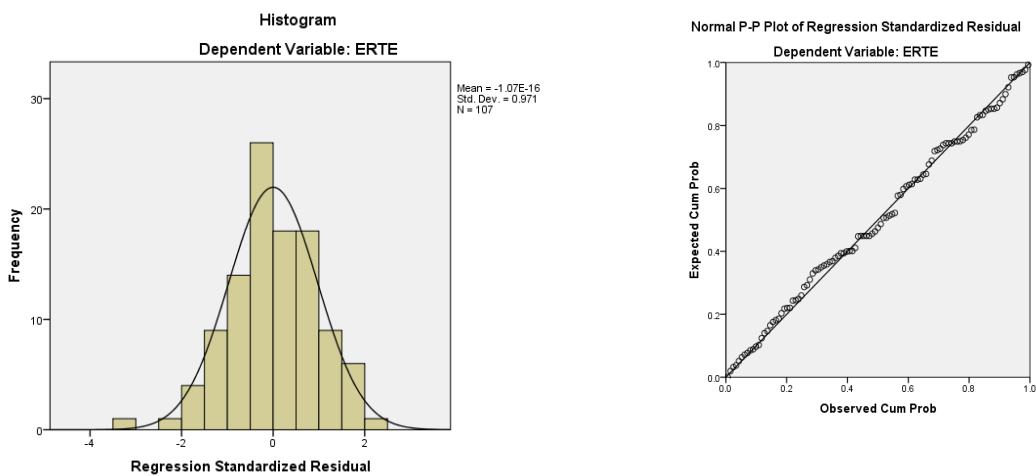 Histogram
Dependent Variable: ERTE
Mean = -1.07E-16
Std. Dev. = 0.971
N = 107
Frequency
30
20
10
0
-4
-2
0
2
Regression Standardized Residual
Normal P-P Plot of Regression Standardized Residual
Dependent Variable: ERTE
Expected Cum Prob
1.0
0.8
0.6
0.4
0.2
0.0
0.0
0.2
0.4
0.6
0.8
1.0
Observed Cum Prob